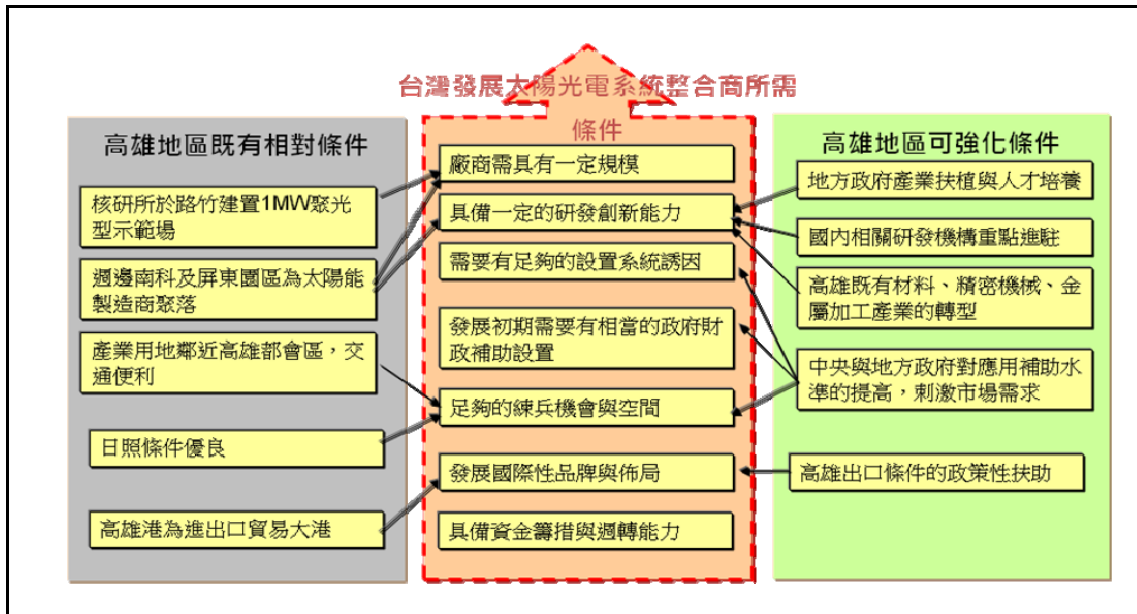 台灣發展太陽光電系統整合商所需
條件
高雄地區既有相對條件
核研所於路竹建置1MW聚光
型示範場
週邊南科及屏東園區為太陽能
製造商聚落
產業用地鄰近高雄都會區，交
通便利
日照條件優良
高雄港為進出口貿易大港
廠商需具有一定規模
具備一定的研發創新能力
需要有足夠的設置系統誘因
發展初期需要有相當的政府財
政補助設置
足夠的練兵機會與空間
發展國際性品牌與佈局
具備資金籌措與週轉能力
高雄地區可強化條件
地方政府產業扶植與人才培養
國內相關研發機構重點進駐
高雄既有材料、精密機械、金
屬加工產業的轉型
中央與地方政府對應用補助水
準的提高，刺激市場需求
高雄出口條件的政策性扶助